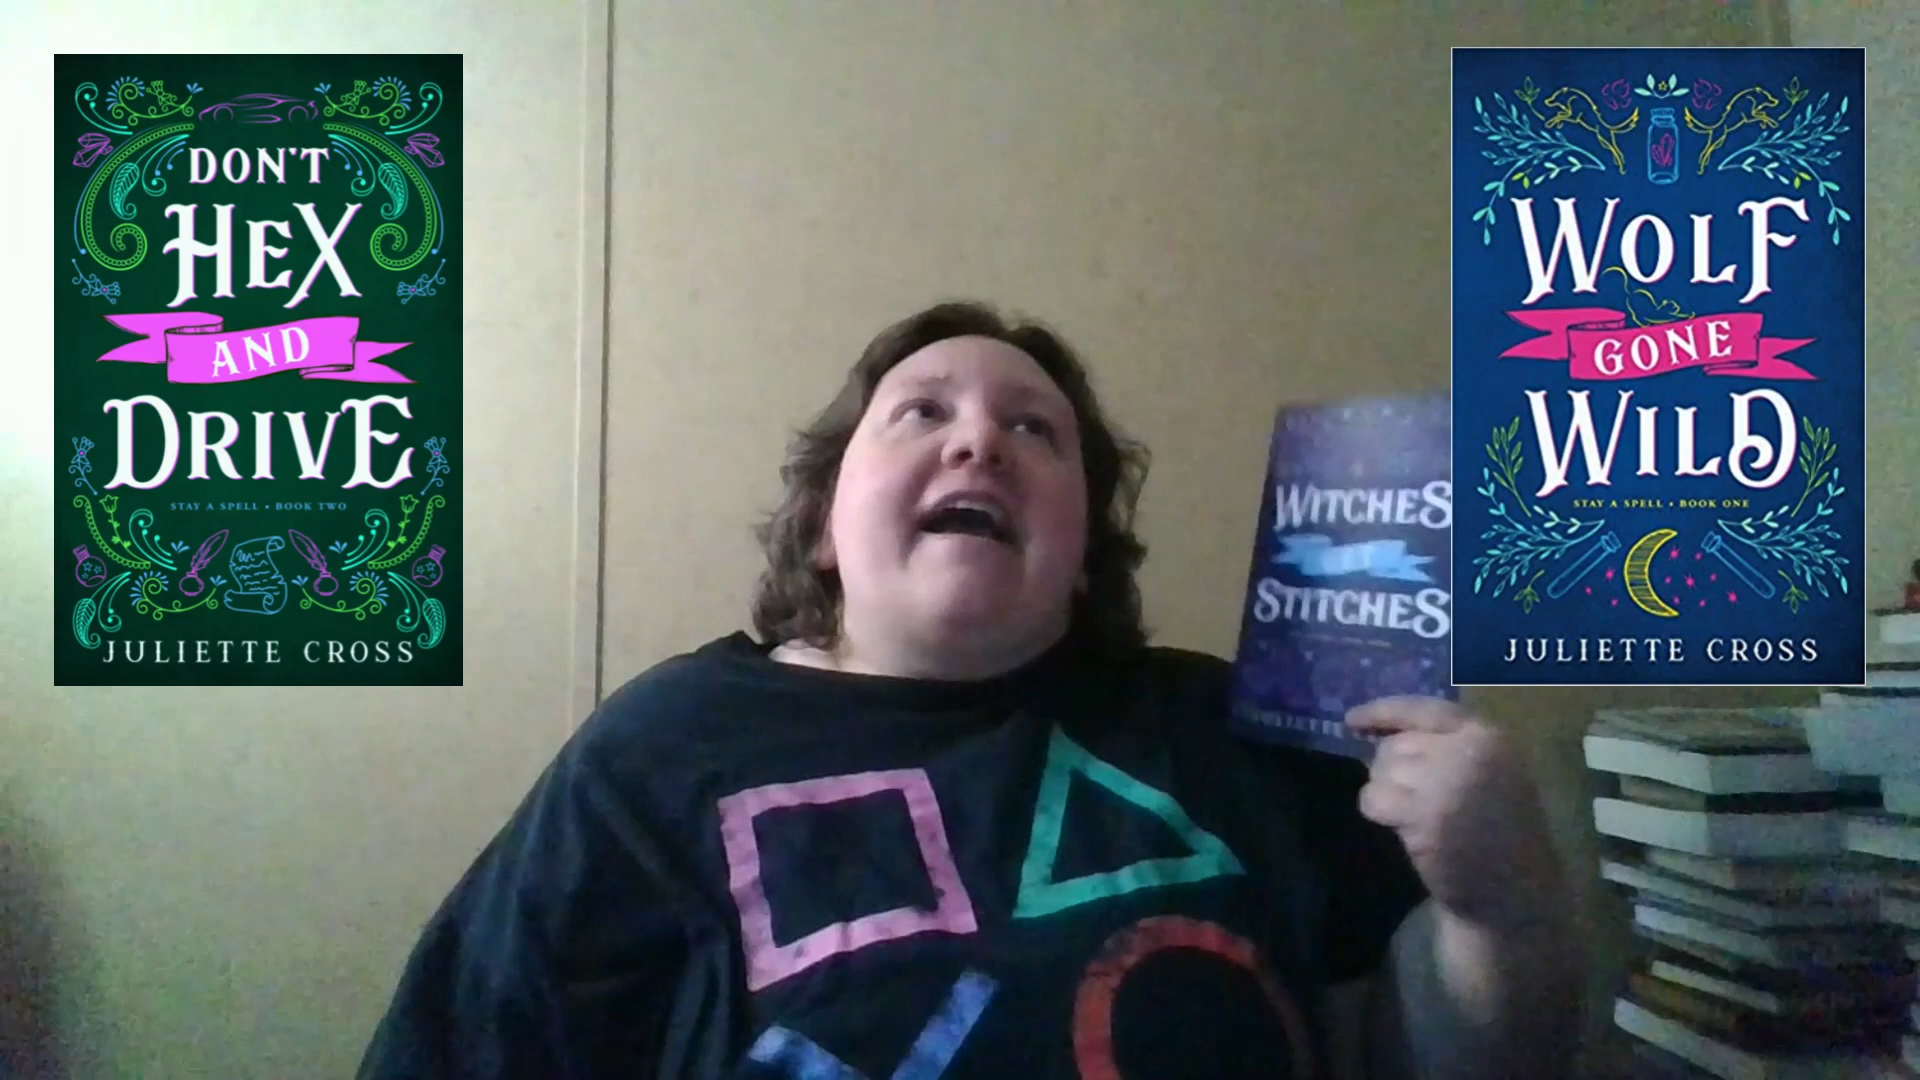 DON'T
HEX
AND
DRIVE
STAY A SPELL • BOOK TWO
JULIETTE CROSS
WITCHES
STITCHES
JULIETTE
WOLF
GONE
WILD
STAY A SPELL • BOOK ONE
JULIETTE CROSS